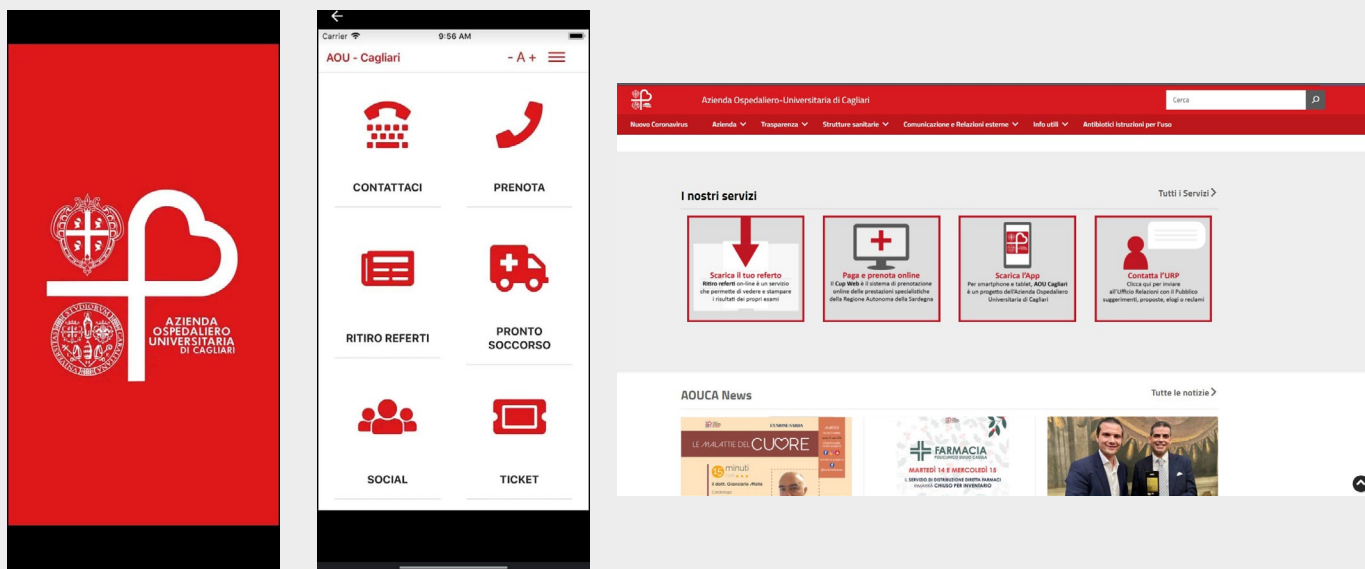 AZIENDA
OSPEDALIERO
UNIVERSITARIA
DI CAGLIARI
Carrier 9:56 AM
AOU - Cagliari - A +
CONTATTACI PRENOTA
RITIRO REFERTI PRONTO SOCCORSO
SOCIAL TICKET
Azienda Ospedaliero-Universitaria di Cagliari Cerca
Nuovo Coronavirus Azienda Trasparenza Strutture sanitarie Comunicazione e Relazioni esterne Info utili Antibiotici istruzioni per l'uso
I nostri servizi Tutti i Servizi
Scarica il tuo referto
Ritiro referti on-line è un servizio
che permette di vedere e stampare
i risultati dei propri esami
Paga e prenota online
Il Cup Web è il sistema di prenotazione
online delle prestazioni specialistiche
della Regione Autonoma della Sardegna
Scarica l'App
Per smartphone e tablet, AOU Cagliari
è un progetto dell'Azienda Ospedaliero
Universitaria di Cagliari
Contatta l'URP
Clicca qui per inviare
all'Ufficio Relazioni con il Pubblico
suggerimenti, proposte, elogi o reclami
AOUCA News Tutte le notizie
LE MALATTIE DEL CUORE
15 minuti
Il dott. Giancarlo
Cardiologo
FARMACIA
MARTEDÌ 14 E MERCOLEDÌ 15
IL SERVIZIO DI DISTRIBUZIONE DIRETTA FARMACI
RIMARRÀ CHIUSO PER INVENTARIO